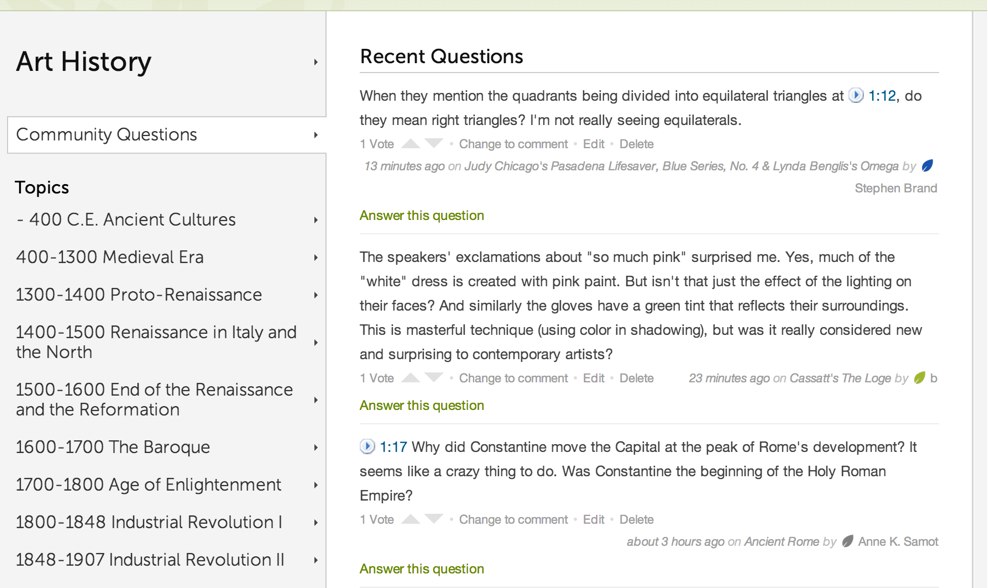 Art History
Community Questions
Topics
- 400 C.E. Ancient Cultures
400-1300 Medieval Era
1300-1400 Proto-Renaissance
1400-1500 Renaissance in Italy and
the North
1500-1600 End of the Renaissance
and the Reformation
1600-1700 The Baroque
1700-1800 Age of Enlightenment
1800-1848 Industrial Revolution I
1848-1907 Industrial Revolution II
Recent Questions
When they mention the quadrants being divided into equilateral triangles at 1:12, do
they mean right triangles? I'm not really seeing equilaterals.
1 Vote • Change to comment • Edit • Delete
13 minutes ago on Judy Chicago's Pasadena Lifesaver, Blue Series, No. 4 & Lynda Benglis's Omega by
Stephen Brand
Answer this question
The speakers' exclamations about "so much pink" surprised me. Yes, much of the
"white" dress is created with pink paint. But isn't that just the effect of the lighting on
their faces? And similarly the gloves have a green tint that reflects their surroundings.
This is masterful technique (using color in shadowing), but was it really considered new
and surprising to contemporary artists?
1 Vote • Change to comment • Edit • Delete 23 minutes ago on Cassatt's The Loge by b
Answer this question
1:17 Why did Constantine move the Capital at the peak of Rome's development? It
seems like a crazy thing to do. Was Constantine the beginning of the Holy Roman
Empire?
1 Vote • Change to comment • Edit • Delete
about 3 hours ago on Ancient Rome by Anne K. Samot
Answer this question